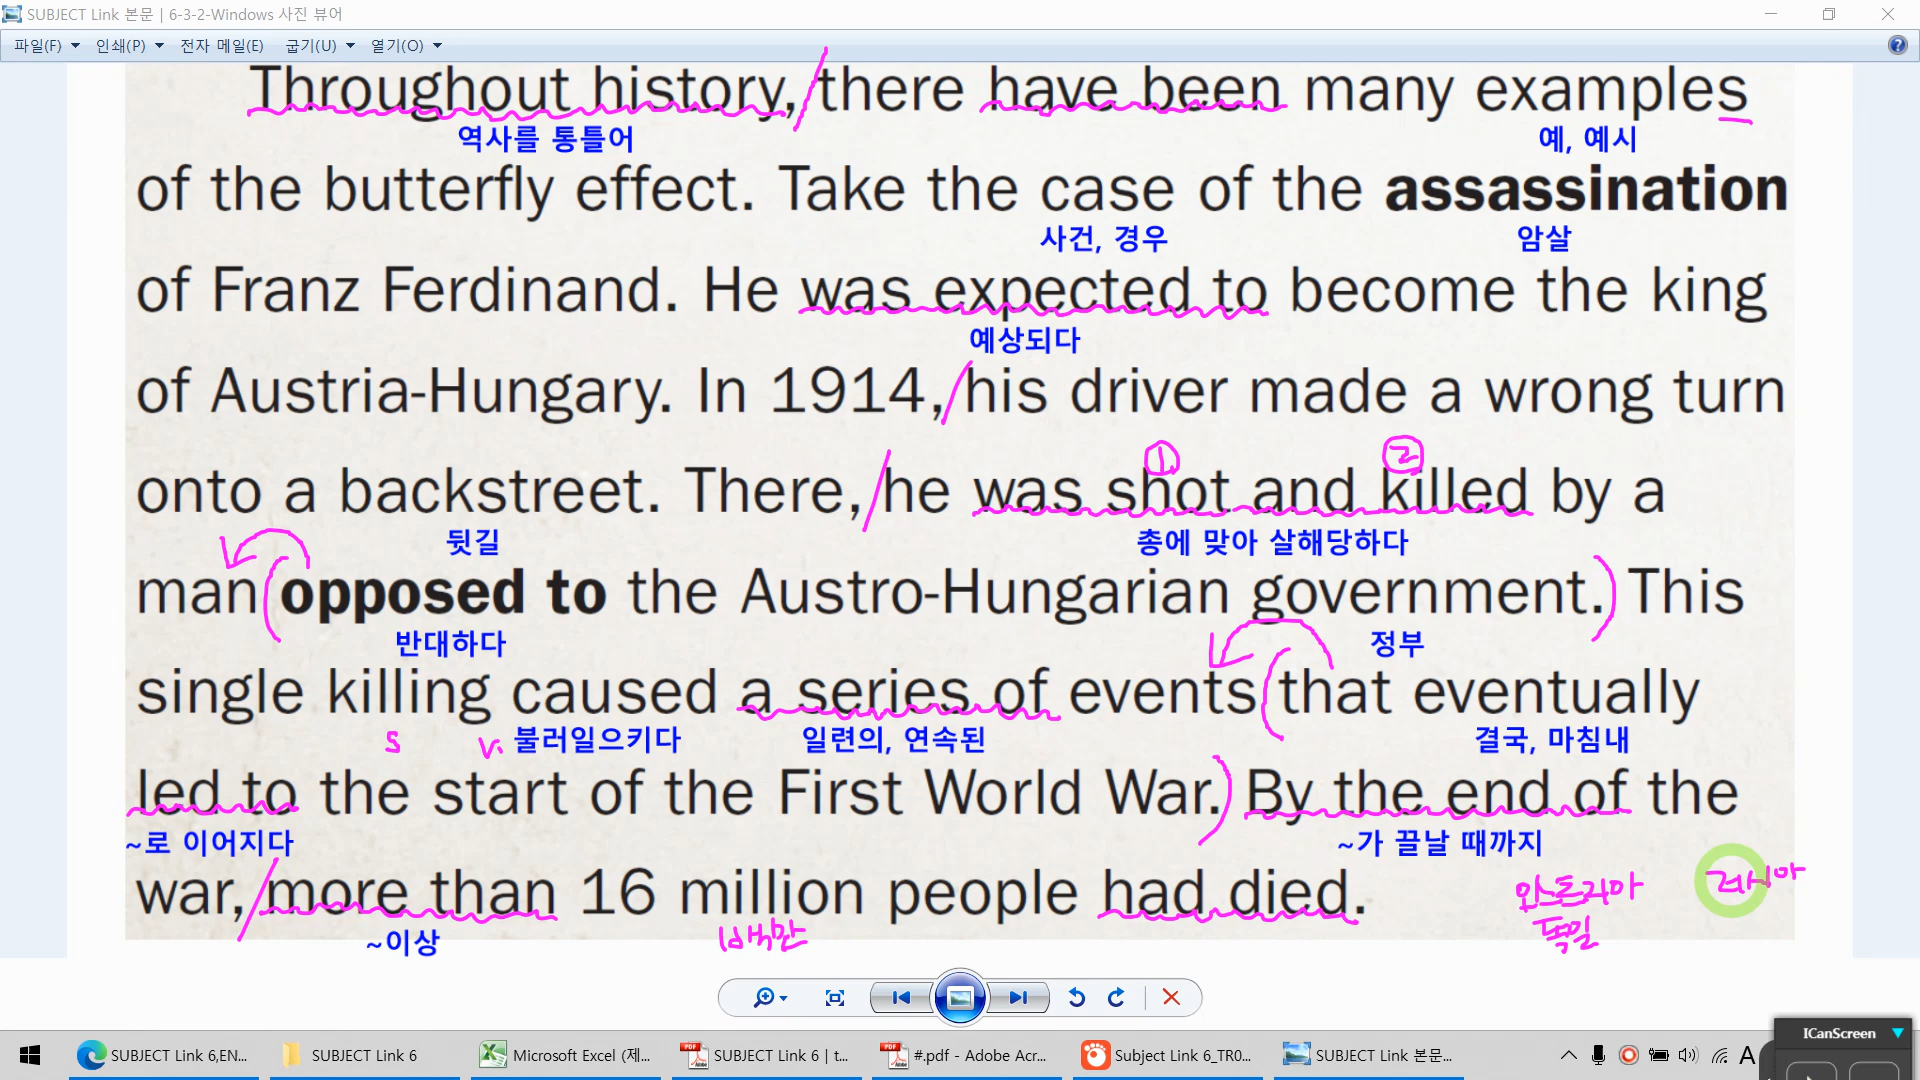 SUBJECT Link 본문 | 6-3-2-Windows 사진 뷰어
파일(F) 인쇄(P) 전자 메일(E) 굽기(U) 열기(O)
Throughout history, there have been many examples
역사를 통틀어 예, 예시
of the butterfly effect. Take the case of the assassination
사건, 경우 암살
of Franz Ferdinand. He was expected to become the king
예상되다
of Austria-Hungary. In 1914, his driver made a wrong turn
1 2
onto a backstreet. There, he was shot and killed by a
뒷길 총에 맞아 살해당하다
man opposed to the Austro-Hungarian government. This
반대하다 정부
single killing caused a series of events that eventually
s v. 불러일으키다 일련의, 연속된 결국, 마침내
led to the start of the First World War. By the end of the
~로 이어지다 ~가 끝날 때까지
war, more than 16 million people had died.
~이상 백만 독일
SUBJECT Link 6,EN... SUBJECT Link 6 Microsoft Excel (제... SUBJECT Link 6 | t... #.pdf - Adobe Acr... Subject Link 6_TR0... SUBJECT Link 본문... A
ICanScreen